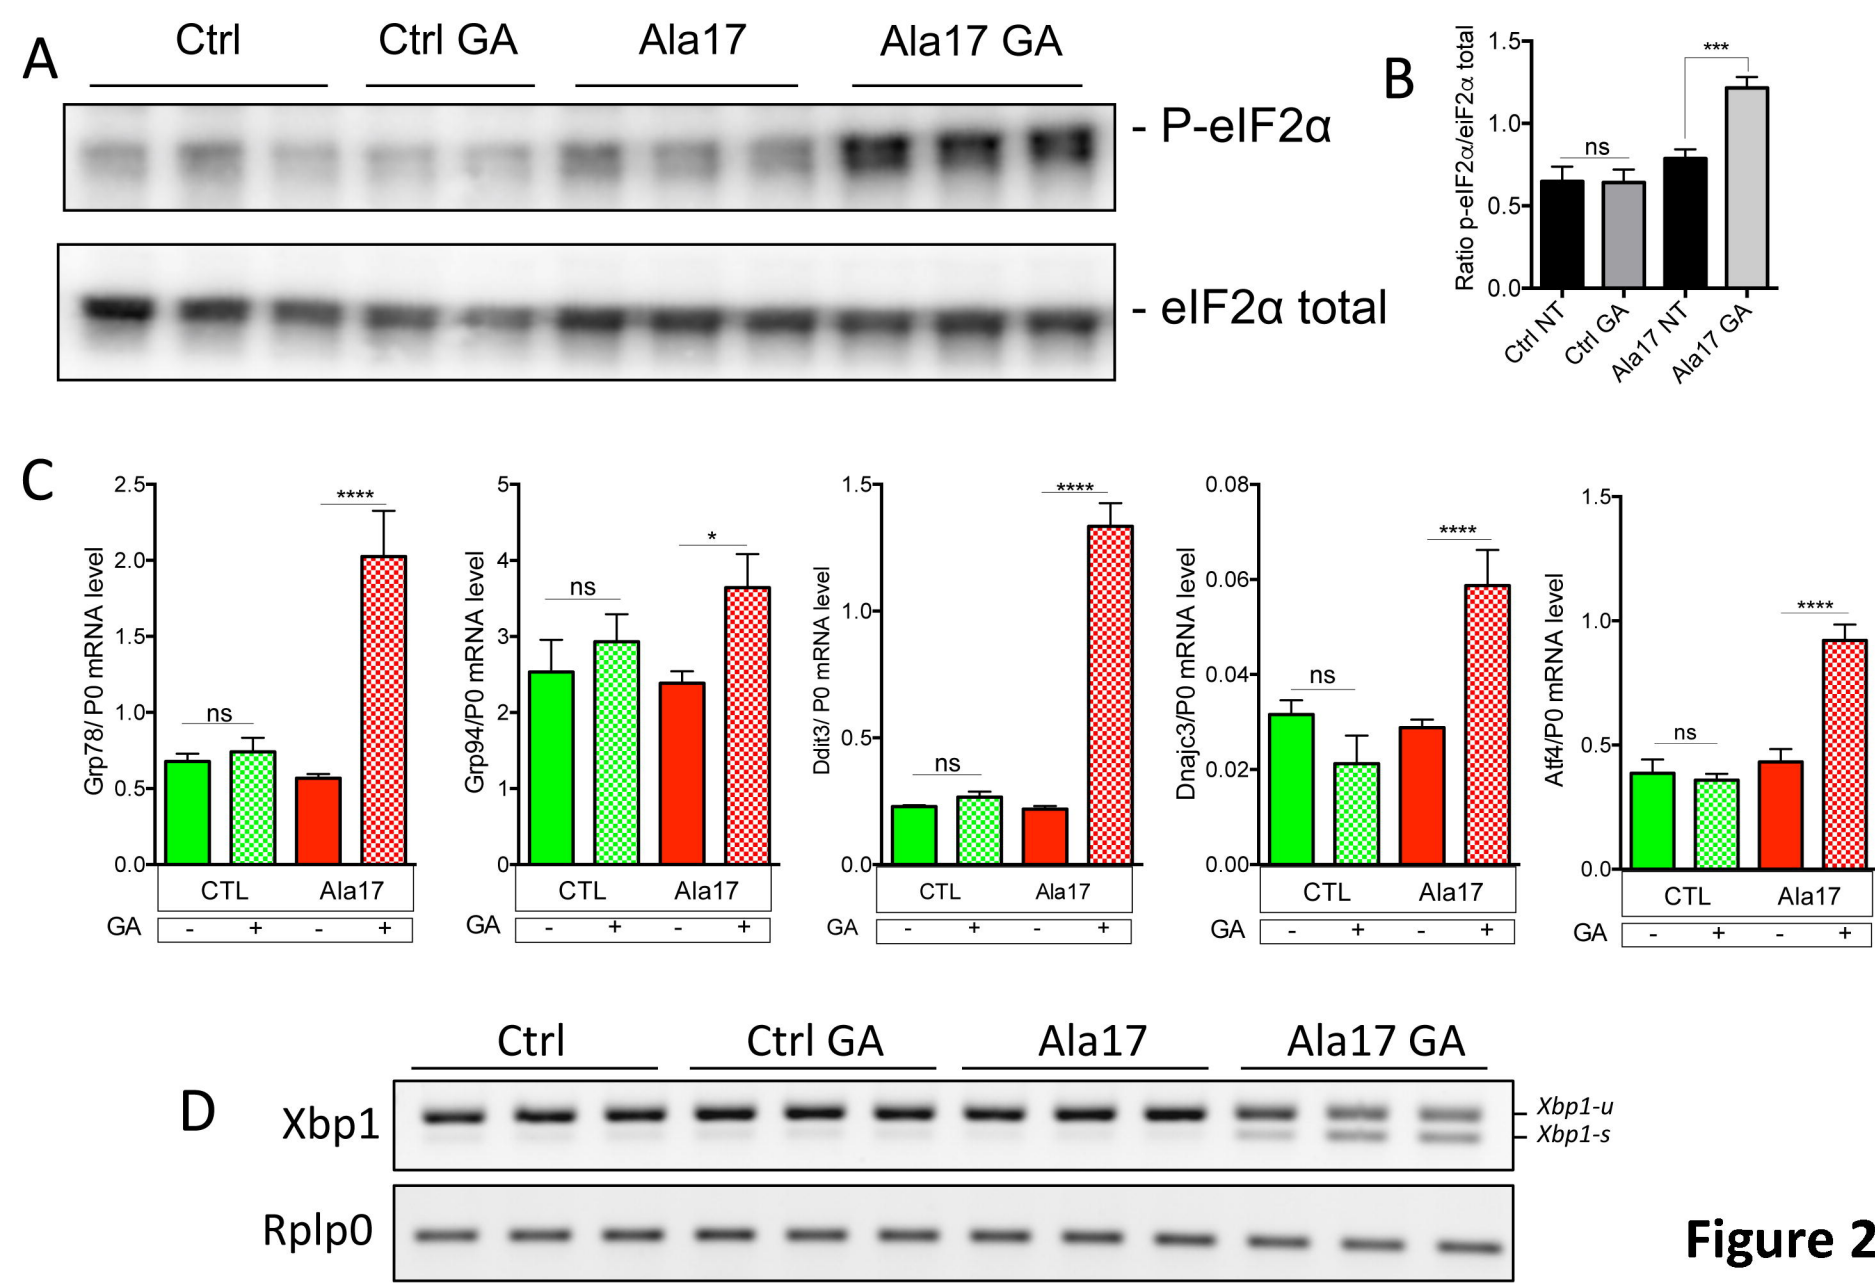 A
Ctrl
Ctrl GA
Ala17
Ala17 GA
- P-eIF2α
- eIF2α total
B
Ratio p-eIF2α/eiF2α total
1.5
1.0
0.5
0.0
ns
***
Ctrl NT
Ctrl GA
Ala17 NT
Ala17 GA
C
Grp78/ P0 mRNA level
2.5
2.0
1.5
1.0
0.5
0.0
ns
****
CTL
Ala17
GA
- + - +
Grp94/P0 mRNA level
5
4
3
2
1
0
ns
*
CTL
Ala17
GA
- + - +
Ddit3/ P0 mRNA level
1.5
1.0
0.5
0.0
ns
****
CTL
Ala17
GA
- + - +
Dnajc3/P0 mRNA level
0.08
0.06
0.04
0.02
0.00
ns
****
CTL
Ala17
GA
- + - +
Atf4/P0 mRNA level
1.5
1.0
0.5
0.0
ns
****
CTL
Ala17
GA
- + - +
D
Ctrl
Ctrl GA
Ala17
Ala17 GA
Xbp1
Xbp1-u
Xbp1-s
Rplp0
Figure 2